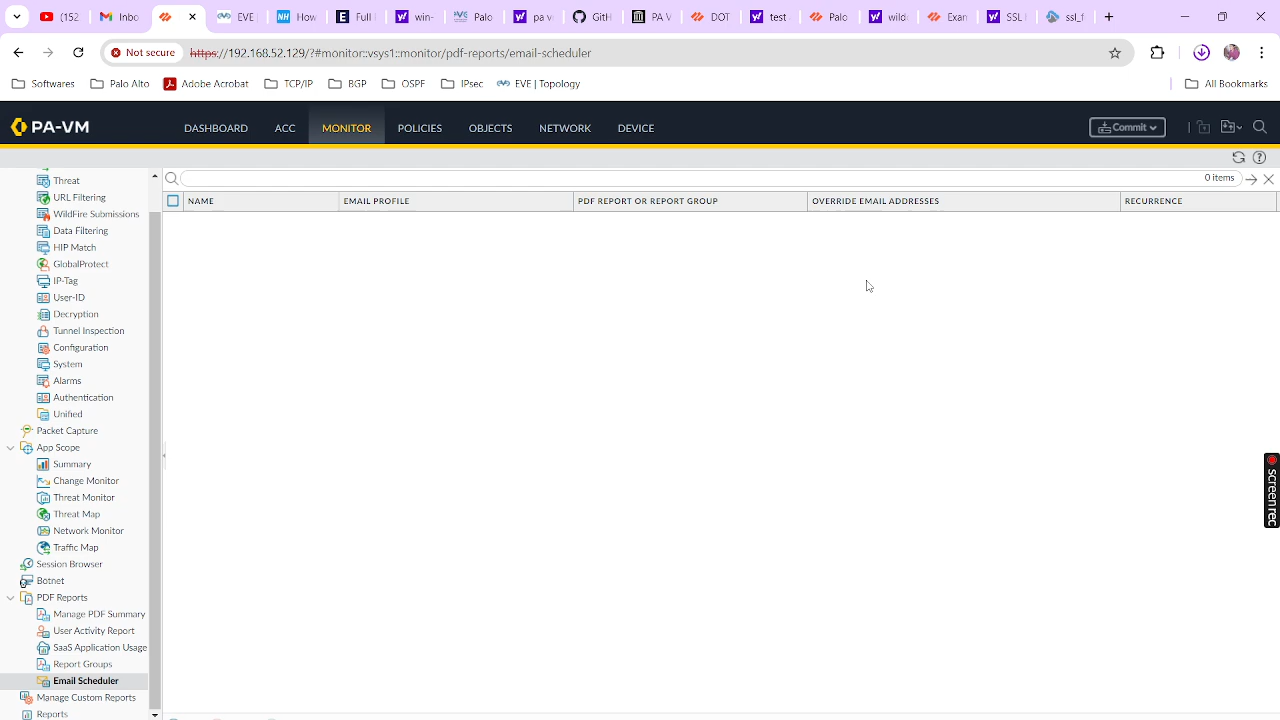 (152
Inbo
EVE
How
Full
win-
EVE
PA V
DOT
test-
Palo
wild
Exan
SSL
ssl_f
Not secure https://192.168.52.129/?#monitor::vsys1::monitor/pdf-reports/email-scheduler
Softwares Palo Alto Adobe Acrobat TCP/IP BGP OSPF IPsec EVE | Topology All Bookmarks
PA-VM DASHBOARD ACC MONITOR POLICIES OBJECTS NETWORK DEVICE Commit
0 items
NAME EMAIL PROFILE PDF REPORT OR REPORT GROUP OVERRIDE EMAIL ADDRESSES RECURRENCE
Threat
URL Filtering
WildFire Submissions
Data Filtering
HIP Match
GlobalProtect
IP-Tag
User-ID
Decryption
Tunnel Inspection
Configuration
System
Alarms
Authentication
Unified
Packet Capture
App Scope
Summary
Change Monitor
Threat Monitor
Threat Map
Network Monitor
Traffic Map
Session Browser
Botnet
PDF Reports
Manage PDF Summary
User Activity Report
SaaS Application Usage
Report Groups
Email Scheduler
Manage Custom Reports
Reports
screen rec